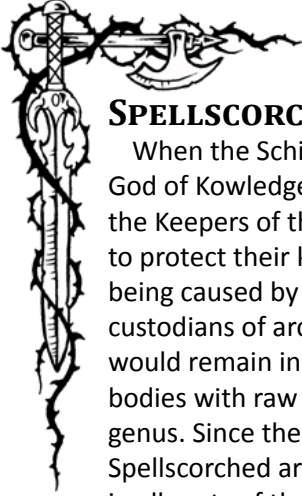 SPELLSCORC
When the Schi
God of Kowledge
the Keepers of th
to protect their
being caused by
custodians of arc
would remain in
bodies with raw
genus. Since the
Spellscorched ar